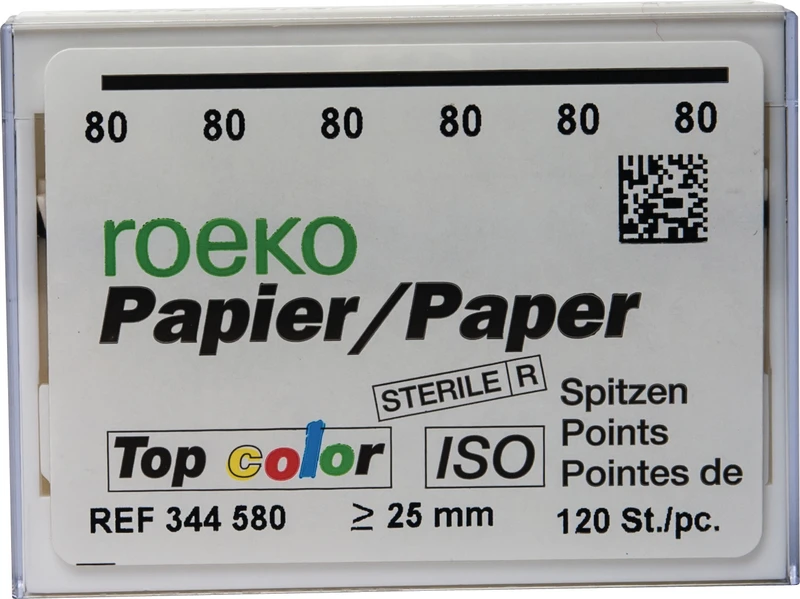 80 80 80 80 80 80
roeko
Papier/Paper
STERILE R
Spitzen
Points
Pointes de
Top color
ISO
REF 344 580
≥ 25 mm
120 St./pc.